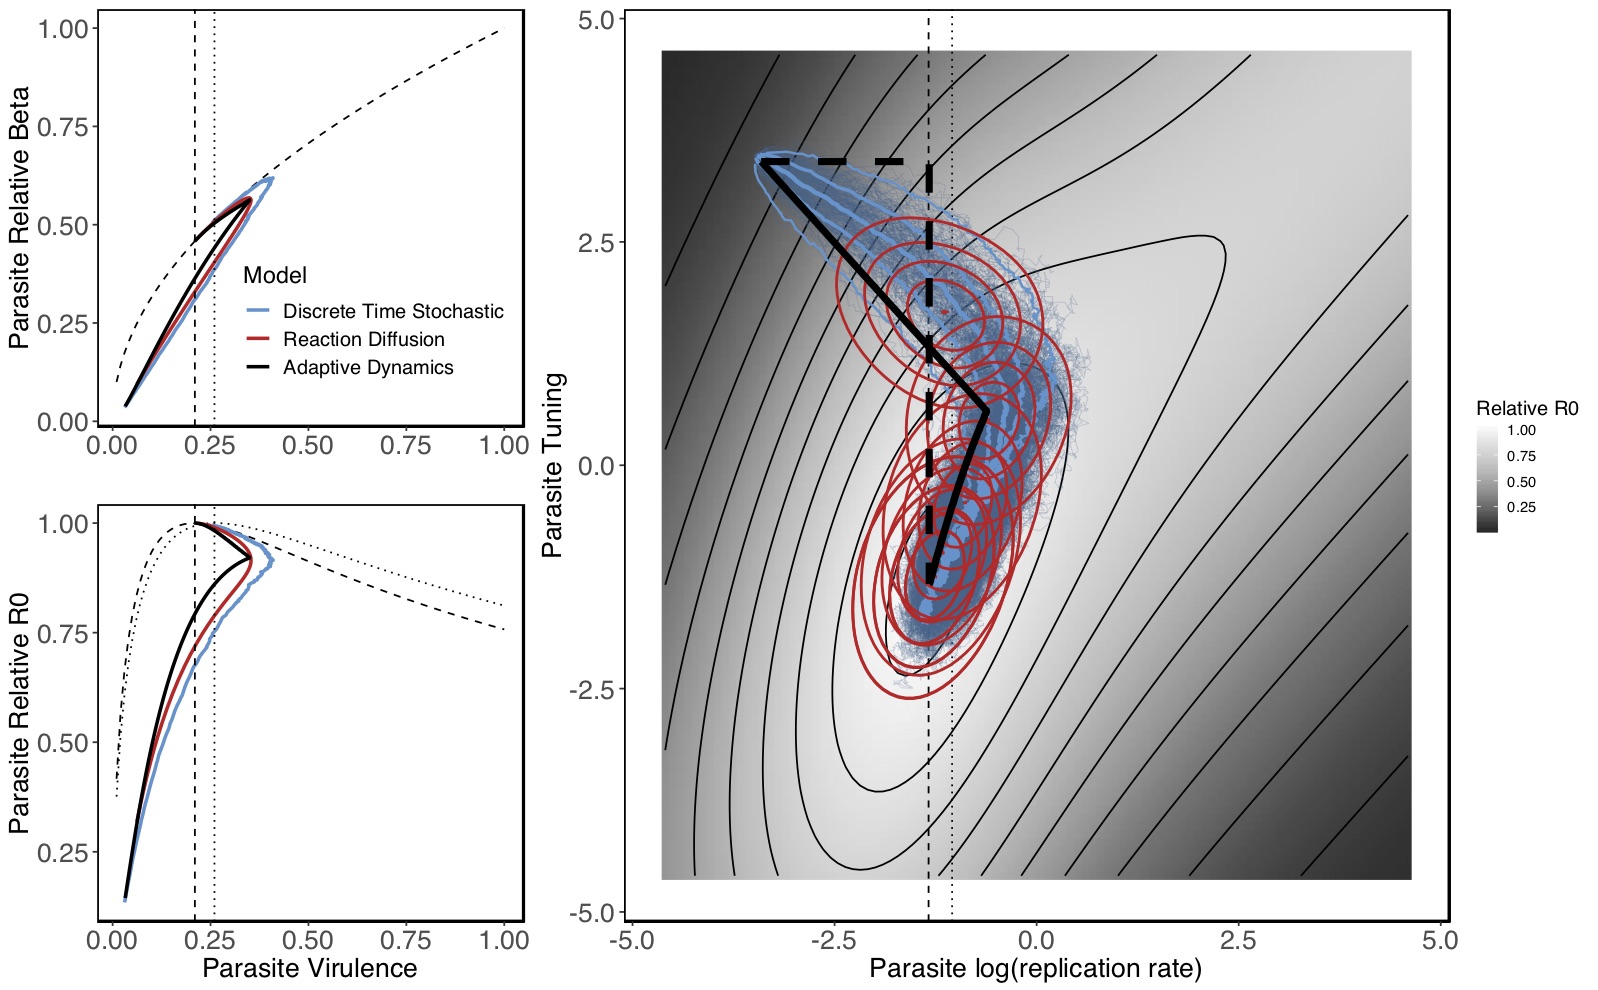 Parasite Relative Beta
1.00
0.75
0.50
0.25
0.00
0.00 0.25 0.50 0.75 1.00
Model
Discrete Time Stochastic
Reaction Diffusion
Adaptive Dynamics
Parasite Relative R0
1.00
0.75
0.50
0.25
0.00 0.25 0.50 0.75 1.00
Parasite Virulence
Parasite Tuning
5.0
2.5
0.0
-2.5
-5.0
-5.0 -2.5 0.0 2.5 5.0
Parasite log(replication rate)
Relative R0
1.00
0.75
0.50
0.25